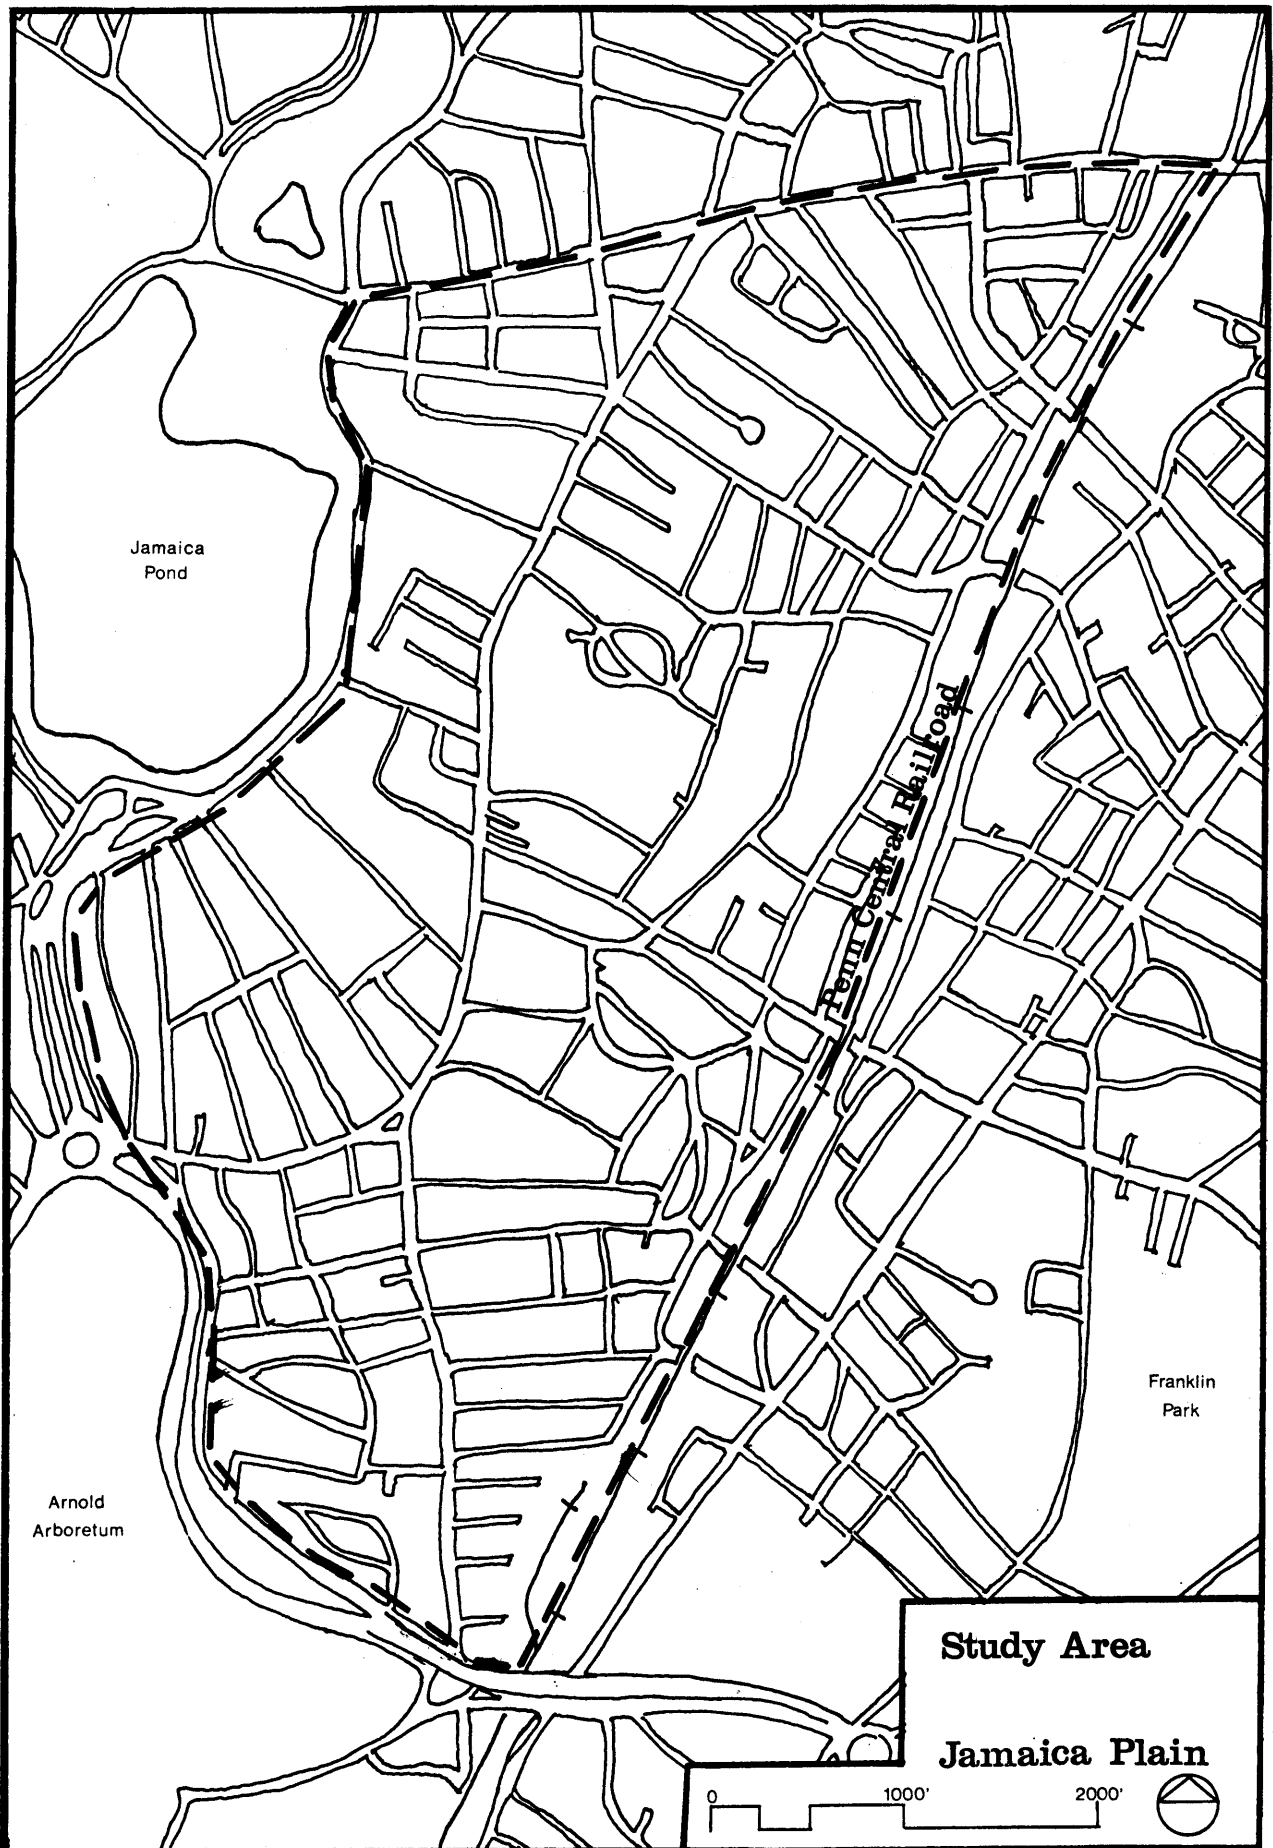 Jamaica
Pond
Penn Central Railroad
Franklin
Park
Arnold
Arboretum
Study Area
Jamaica Plain
0 1000' 2000'